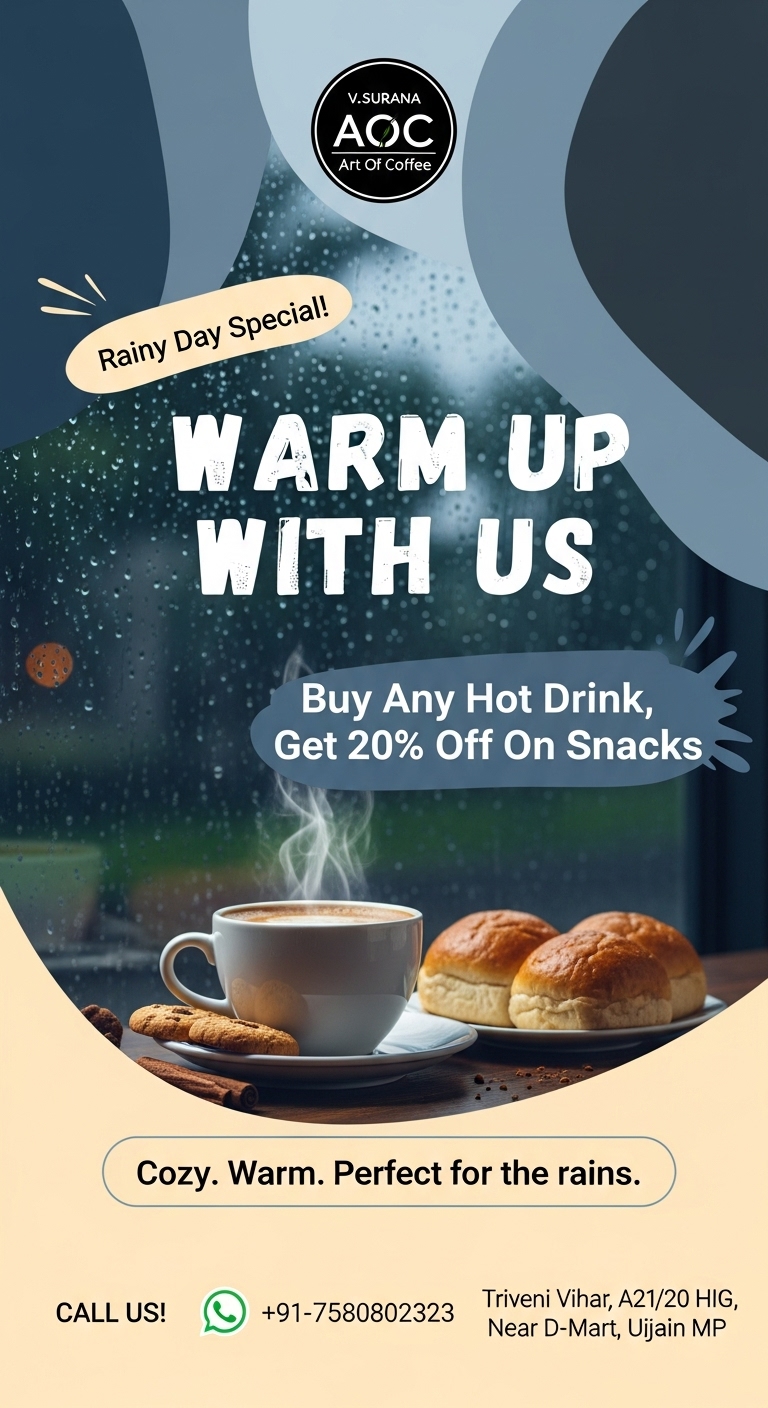 V.SURANA
AOC
Art Of Coffee
Rainy Day Special!
WARM UP
WITH US
Buy Any Hot Drink,
Get 20% Off On Snacks
Cozy. Warm. Perfect for the rains.
CALL US!
+91-7580802323
Triveni Vihar, A21/20 HIG,
Near D-Mart, Uijain MP